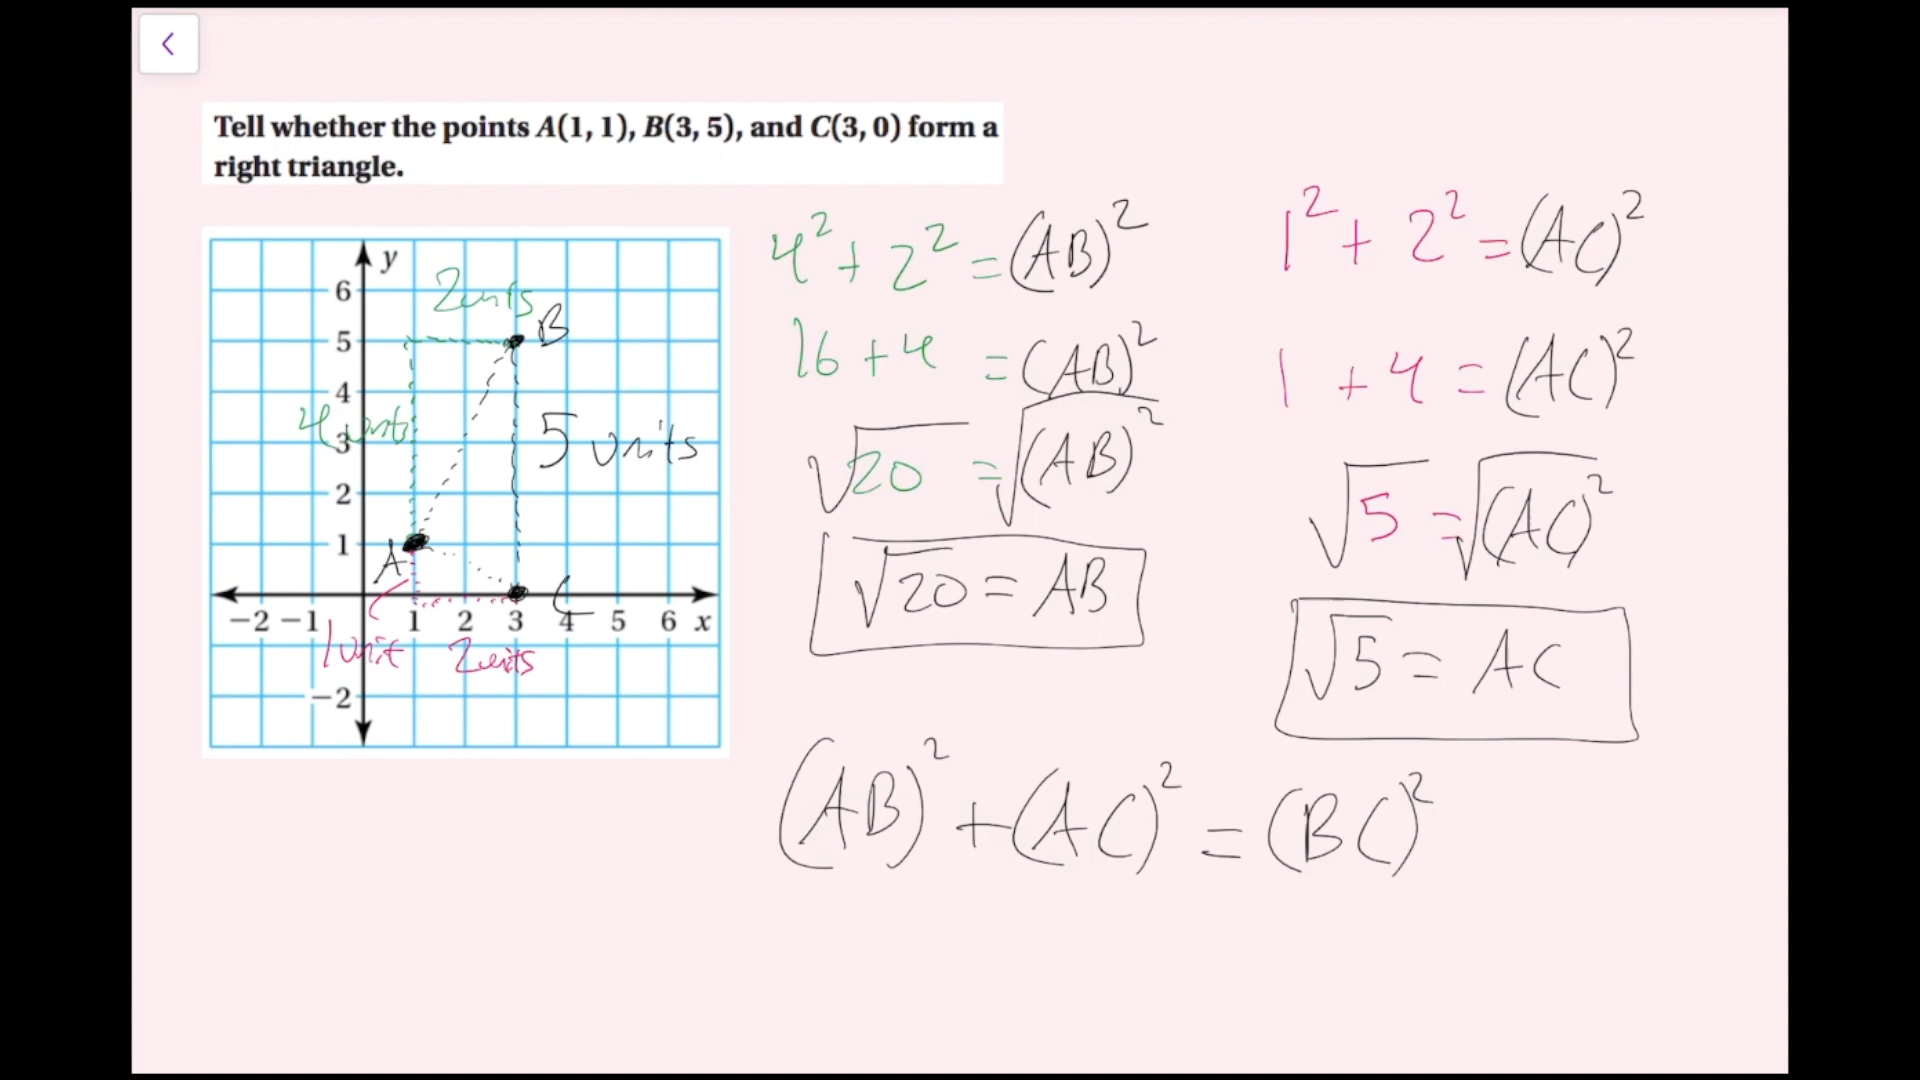 Tell whether the points A(1, 1), B(3, 5), and C(3, 0) form a
right triangle.
y
6
5
4
3
2
1
−2 −1 1 2 3 4 5 6 x
−2
2 units
B
4 units
5 units
A
C
1 unit 2 units
4² + 2² = (AB)²
16 + 4 = (AB)²
√20 = √(AB)²
√20 = AB
1² + 2² = (AC)²
1 + 4 = (AC)²
√5 = √(AC)²
√5 = AC
(AB)² + (AC)² = (BC)²